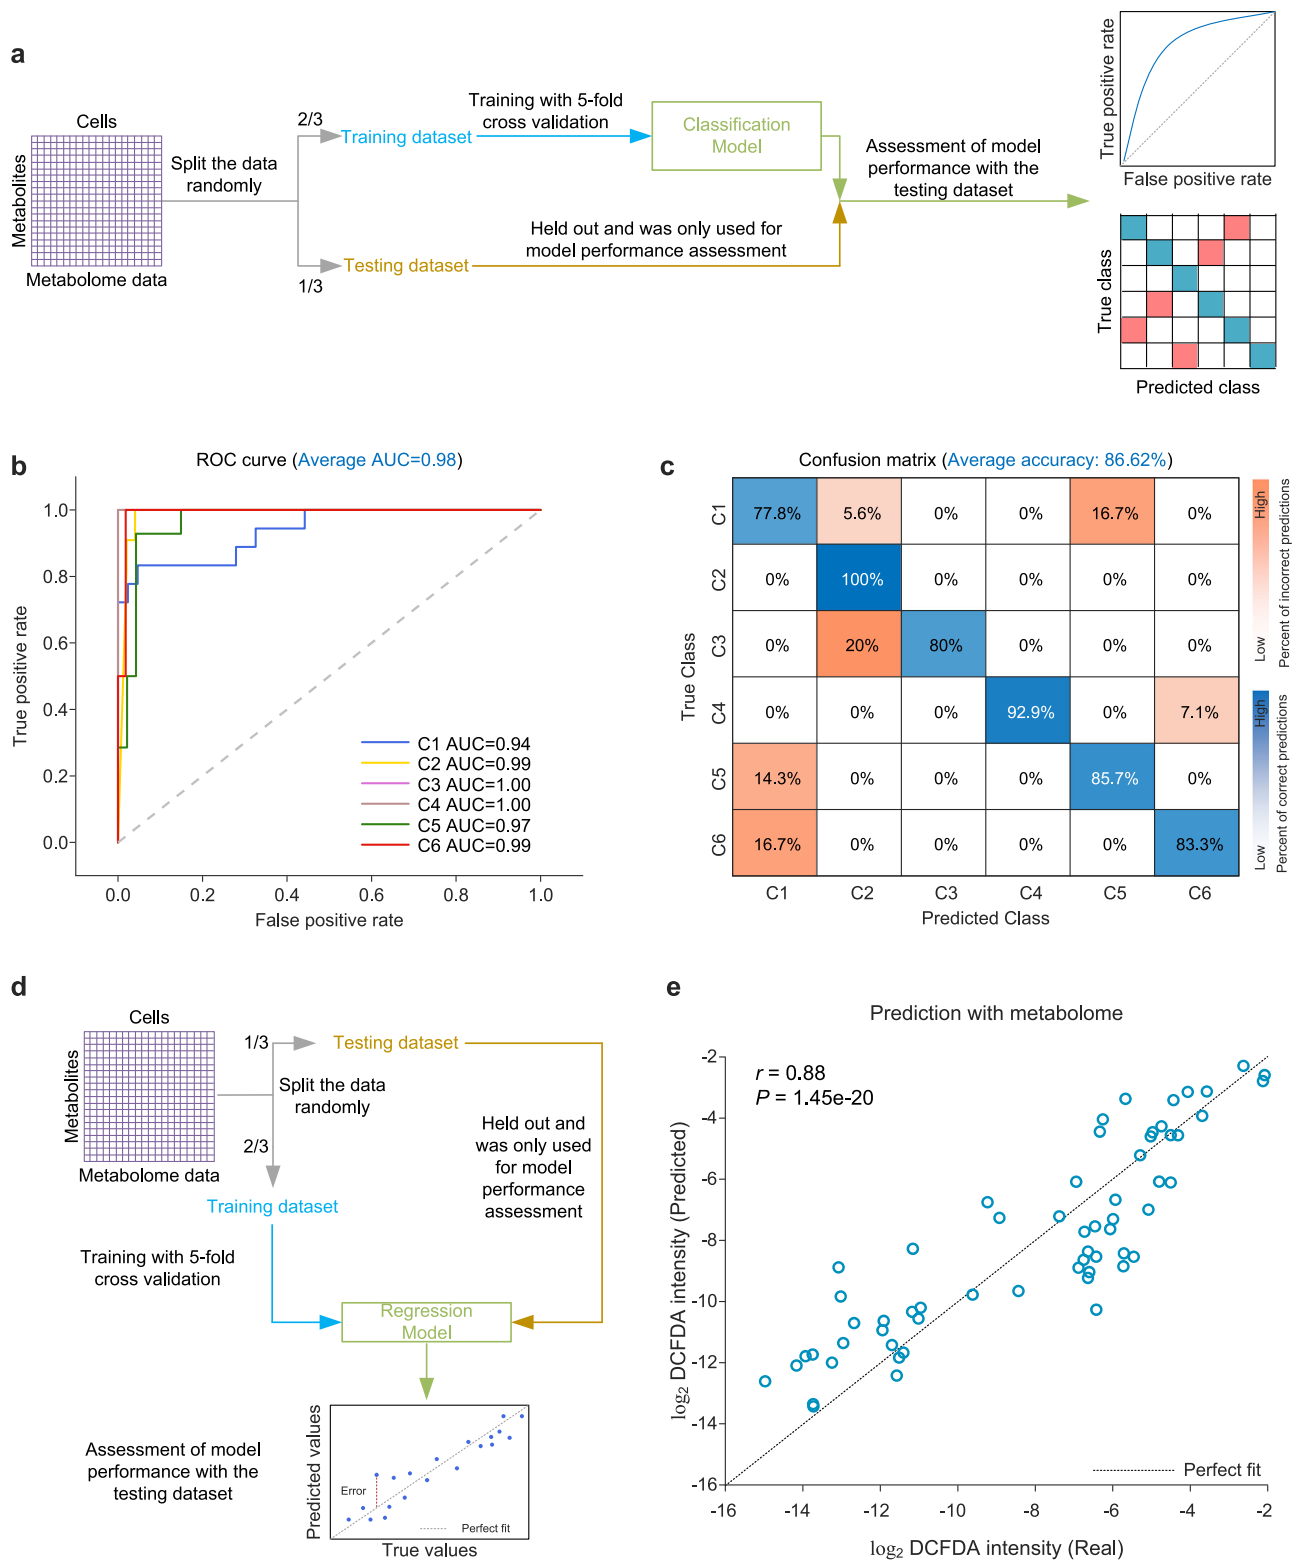 a
Cells
Metabolites
Metabolome data
Split the data
randomly
2/3
1/3
Training dataset
Testing dataset
Training with 5-fold
cross validation
Classification
Model
Held out and was only used for
model performance assessment
Assessment of model
performance with the
testing dataset
True positive rate
False positive rate
True class
Predicted class
b
ROC curve (Average AUC=0.98)
True positive rate
1.0
0.8
0.6
0.4
0.2
0.0
C1 AUC=0.94
C2 AUC=0.99
C3 AUC=1.00
C4 AUC=1.00
C5 AUC=0.97
C6 AUC=0.99
0.0 0.2 0.4 0.6 0.8 1.0
False positive rate
c
Confusion matrix (Average accuracy: 86.62%)
True Class
C1 77.8% 5.6% 0% 0% 16.7% 0%
C2 0% 100% 0% 0% 0% 0%
C3 0% 20% 80% 0% 0% 0%
C4 0% 0% 0% 92.9% 0% 7.1%
C5 14.3% 0% 0% 0% 85.7% 0%
C6 16.7% 0% 0% 0% 0% 83.3%
C1 C2 C3 C4 C5 C6
Predicted Class
High
Low
Percent of incorrect predictions
High
Low
Percent of correct predictions
d
Cells
Metabolites
Metabolome data
1/3
Split the data
randomly
2/3
Testing dataset
Training dataset
Held out and
was only used
for model
performance
assessment
Training with 5-fold
cross validation
Regression
Model
Assessment of model
performance with the
testing dataset
Predicted values
Error
Perfect fit
True values
e
Prediction with metabolome
r = 0.88
P = 1.45e-20
log2 DCFDA intensity (Predicted)
-2
-4
-6
-8
-10
-12
-14
-16
Perfect fit
-16 -14 -12 -10 -8 -6 -4 -2
log2 DCFDA intensity (Real)